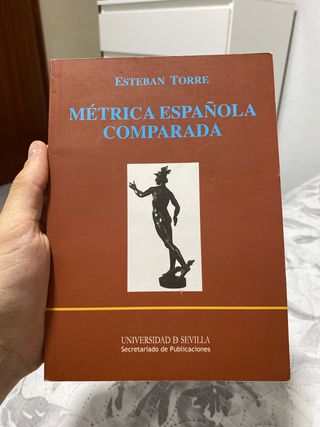 ESTEBAN TORRE
MÉTRICA ESPAÑOLA
COMPARADA
UNIVERSIDAD Ð SEVILLA
Secretariado de Publicaciones